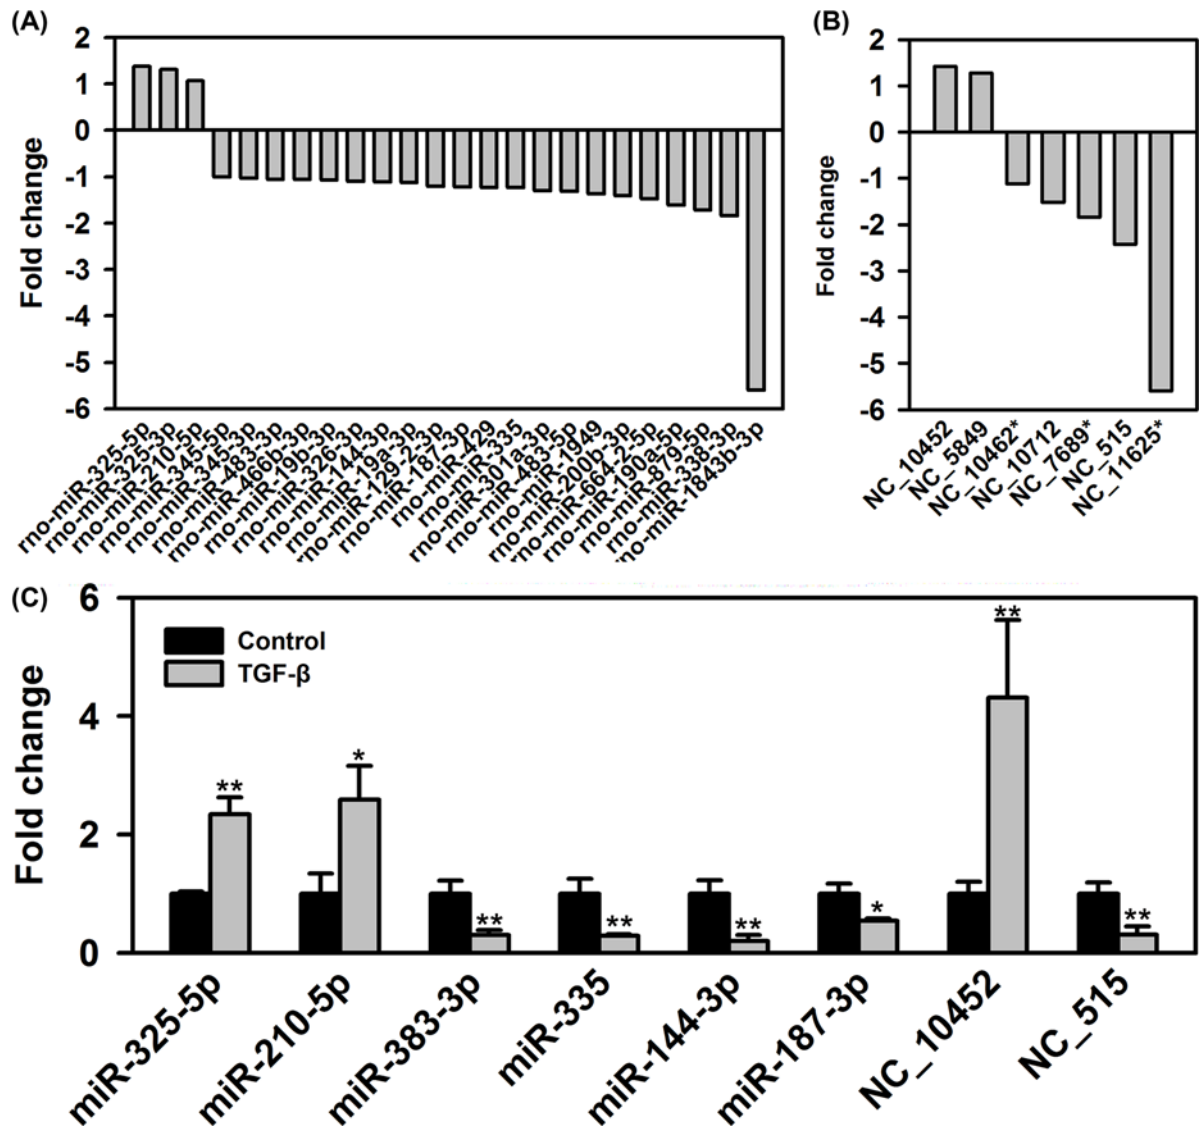 (A)
2
1
0
-1
-2
-3
-4
-5
-6
Fold change
rno-miR-325-5p
rno-miR-325-3p
rno-miR-210-5p
rno-miR-345-5p
rno-miR-345-3p
rno-miR-483-3p
rno-miR-466b-3p
rno-miR-19b-3p
rno-miR-326-3p
rno-miR-144-3p
rno-miR-19a-3p
rno-miR-129-2-3p
rno-miR-187-3p
rno-miR-429
rno-miR-335
rno-miR-301a-3p
rno-miR-483-5p
rno-miR-1949
rno-miR-200b-3p
rno-miR-664-2-5p
rno-miR-190a-5p
rno-miR-879-5p
rno-miR-338-3p
rno-miR-1843b-3p
(B)
2
1
0
-1
-2
-3
-4
-5
-6
Fold change
NC_10452
NC_5849
NC_10462*
NC_10712
NC_7689*
NC_515
NC_11625*
(C)
6
4
2
0
Fold change
Control
TGF-β
**
*
**
**
**
*
**
**
miR-325-5p
miR-210-5p
miR-383-3p
miR-335
miR-144-3p
miR-187-3p
NC_10452
NC_515